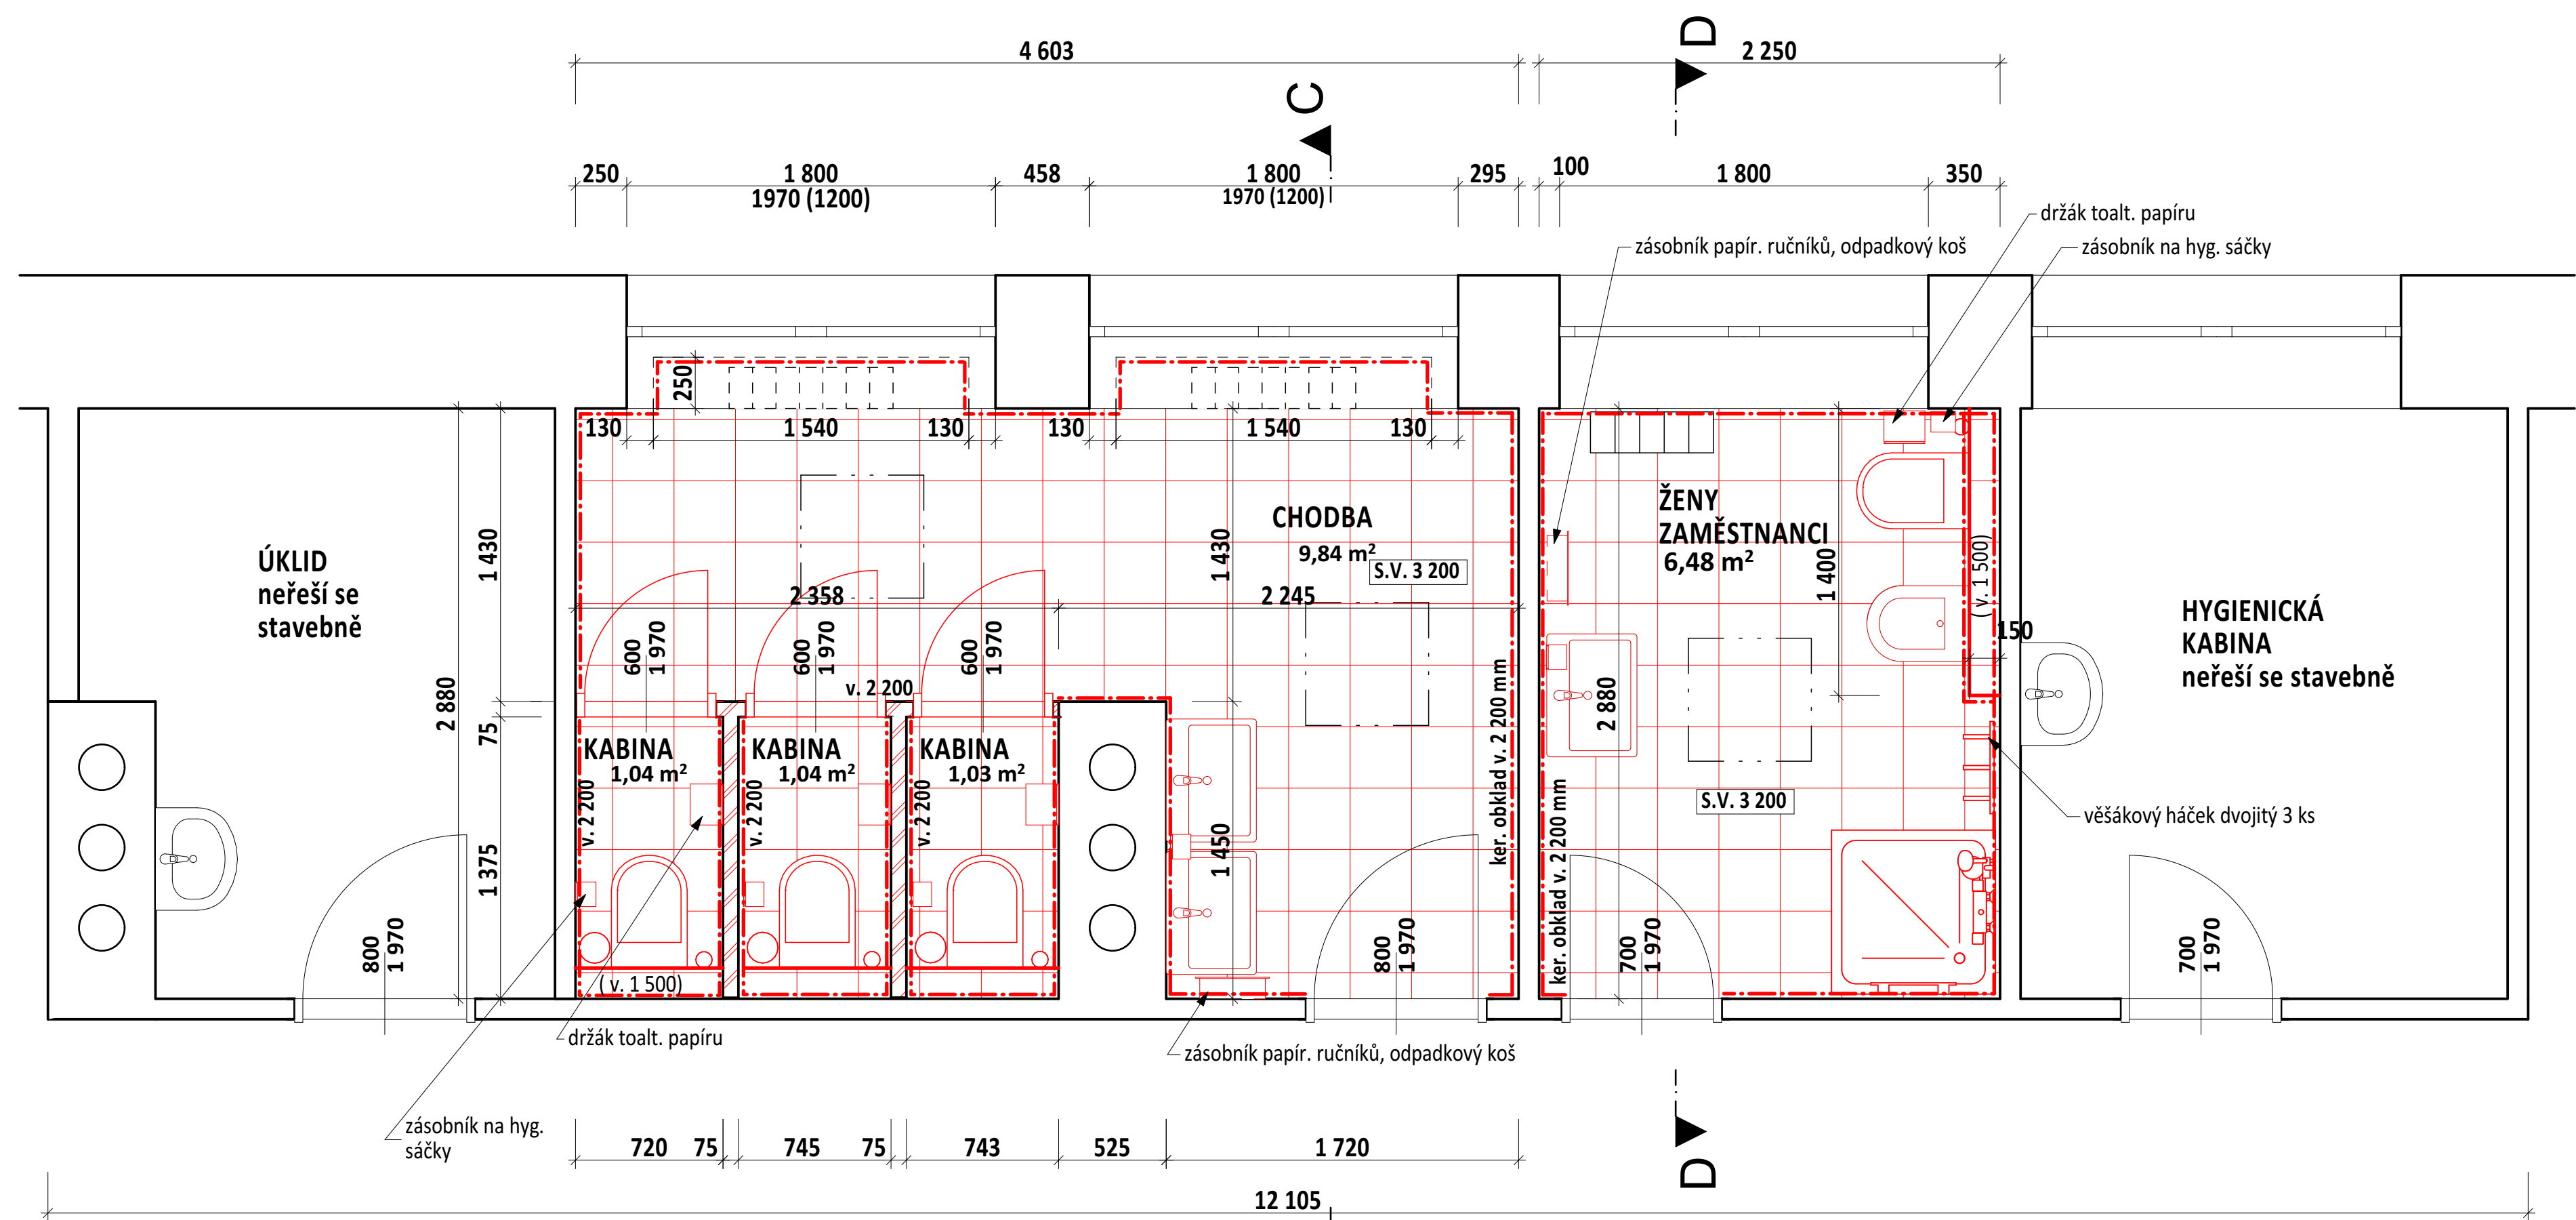 D
4 603
2 250
C
250
1 800
1970 (1200)
458
1 800
1970 (1200)
295
100
1 800
350
držák toalt. papíru
zásobník papír. ručníků, odpadkový koš
zásobník na hyg. sáčky
250
130
1 540
130
130
1 540
130
ÚKLID
neřeší se
stavebně
1 430
2 880
75
1 375
800
1 970
2 358
600
1 970
600
1 970
600
1 970
v. 2 200
CHODBA
9,84 m²
S.V. 3 200
1 430
2 245
ker. obklad v. 2 200 mm
KABINA
1,04 m²
v. 2 200
KABINA
1,04 m²
v. 2 200
KABINA
1,03 m²
v. 2 200
( v. 1 500)
1 450
800
1 970
ŽENY
ZAMĚSTNANCI
6,48 m²
1 400
( v. 1 500)
150
2 880
S.V. 3 200
ker. obklad v. 2 200 mm
700
1 970
HYGIENICKÁ
KABINA
neřeší se stavebně
věšákový háček dvojitý 3 ks
700
1 970
držák toalt. papíru
zásobník papír. ručníků, odpadkový koš
zásobník na hyg.
sáčky
720
75
745
75
743
525
1 720
D
12 105